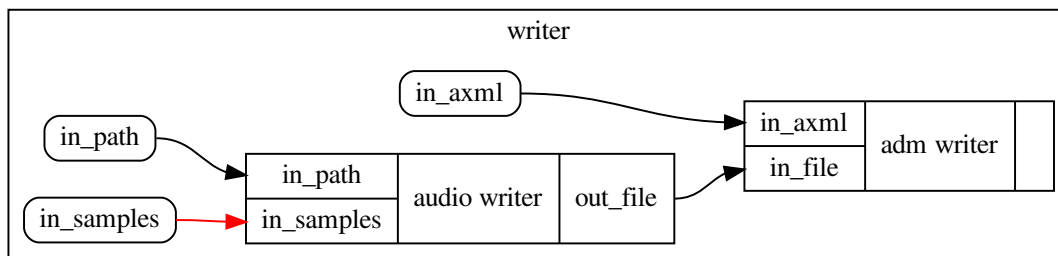 writer
in_axml
in_path
in_samples
in_path
in_samples
audio writer
out_file
in_axml
in_file
adm writer